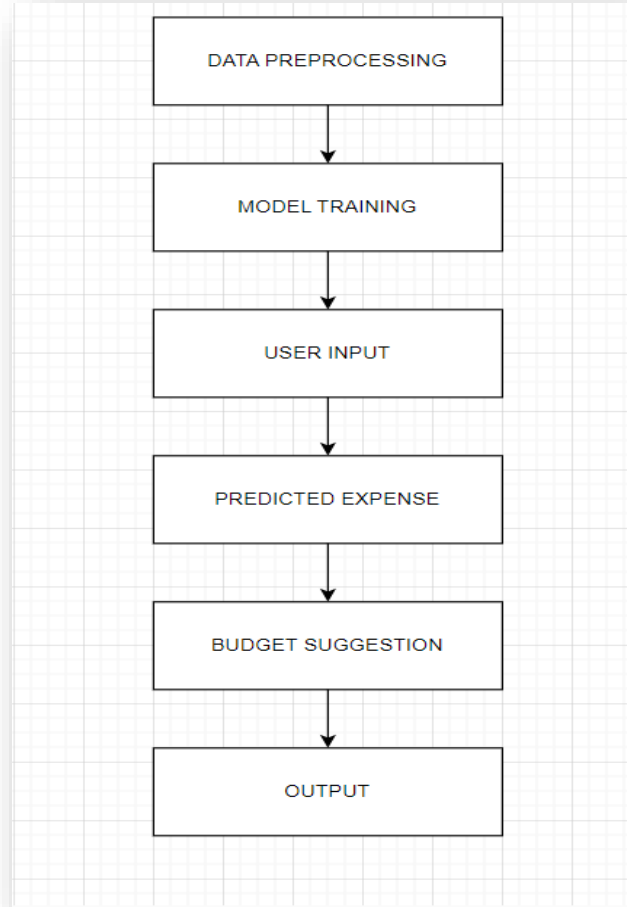 DATA PREPROCESSING
MODEL TRAINING
USER INPUT
PREDICTED EXPENSE
BUDGET SUGGESTION
OUTPUT